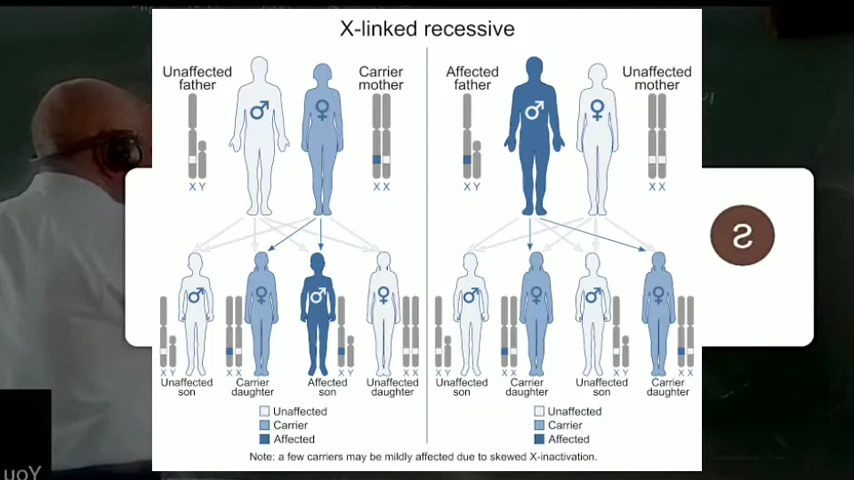 X-linked recessive
Unaffected
father
Carrier
mother
Affected
father
Unaffected
mother
X Y
X X
X Y
X X
X Y
X X
X Y
X X
X Y
X X
X Y
X X
Unaffected
son
Carrier
daughter
Affected
son
Unaffected
daughter
Unaffected
son
Carrier
daughter
Unaffected
son
Carrier
daughter
Unaffected
Carrier
Affected
Unaffected
Carrier
Affected
Note: a few carriers may be mildly affected due to skewed X-inactivation.
S
You